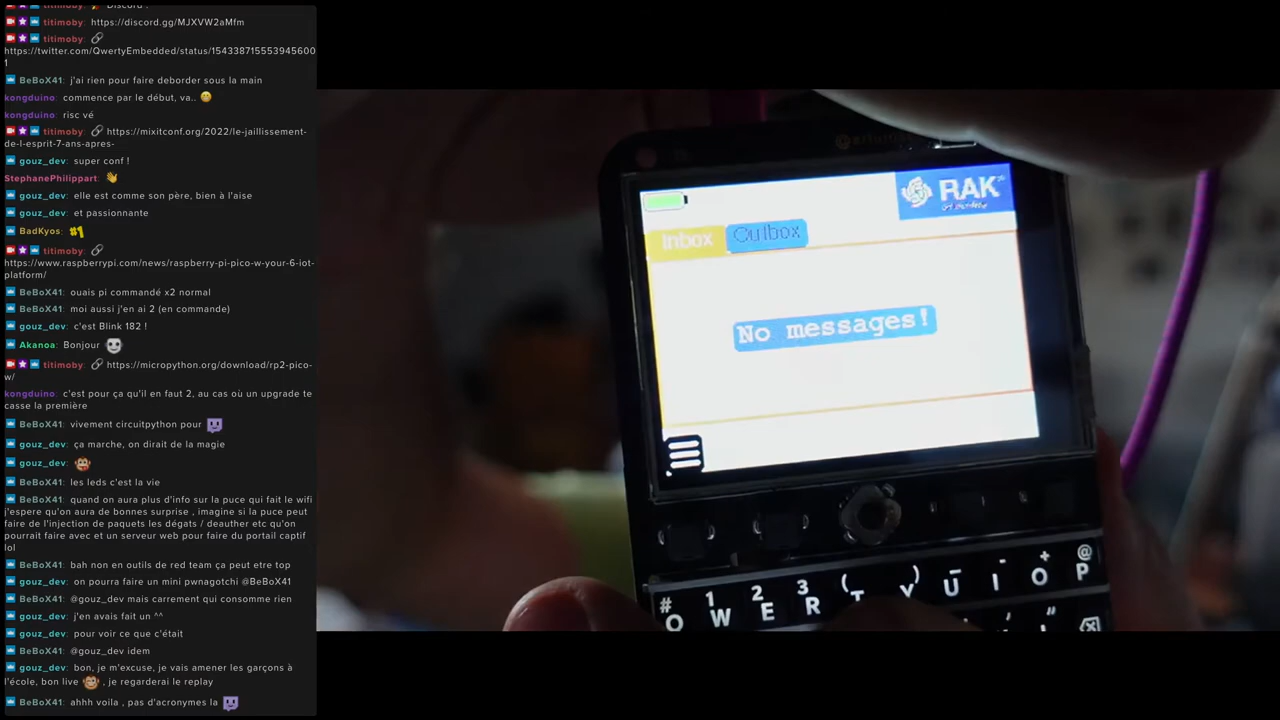 titimoby: https://discord.gg/MJXVW2aMfm
titimoby:
https://twitter.com/QwertyEmbedded/status/154338715553945600
1
BeBoX41: j'ai rien pour faire deborder sous la main
kongduino: commence par le début, va..
kongduino: risc vé
titimoby: https://mixitconf.org/2022/le-jaillissement-
de-l-esprit-7-ans-apres-
gouz_dev: super conf !
StephanePhilippart:
gouz_dev: elle est comme son père, bien à l'aise
gouz_dev: et passionnante
BadKyos: #1
titimoby:
https://www.raspberrypi.com/news/raspberry-pi-pico-w-your-6-iot-
platform/
BeBoX41: ouais pi commandé x2 normal
BeBoX41: moi aussi j'en ai 2 (en commande)
gouz_dev: c'est Blink 182 !
Akanoa: Bonjour
titimoby: https://micropython.org/download/rp2-pico-
w/
kongduino: c'est pour ça qu'il en faut 2, au cas où un upgrade te
casse la première
BeBoX41: vivement circuitpython pour
gouz_dev: ça marche, on dirait de la magie
gouz_dev:
BeBoX41: les leds c'est la vie
BeBoX41: quand on aura plus d'info sur la puce qui fait le wifi
j'espere qu'on aura de bonnes surprise , imagine si la puce peut
faire de l'injection de paquets les dégats / deauther etc qu'on
pourrait faire avec et un serveur web pour faire du portail captif
lol
BeBoX41: bah non en outils de red team ça peut etre top
gouz_dev: on pourra faire un mini pwnagotchi @BeBoX41
BeBoX41: @gouz_dev mais carrement qui consomme rien
gouz_dev: j'en avais fait un ^^
gouz_dev: pour voir ce que c'était
BeBoX41: @gouz_dev idem
gouz_dev: bon, je m'excuse, je vais amener les garçons à
l'école, bon live , je regarderai le replay
BeBoX41: ahhh voila , pas d'acronymes la
RAK
Inbox Outbox
No messages!
# 1 2 3 ( ) _ - + @
Q W E R T Y U I O P